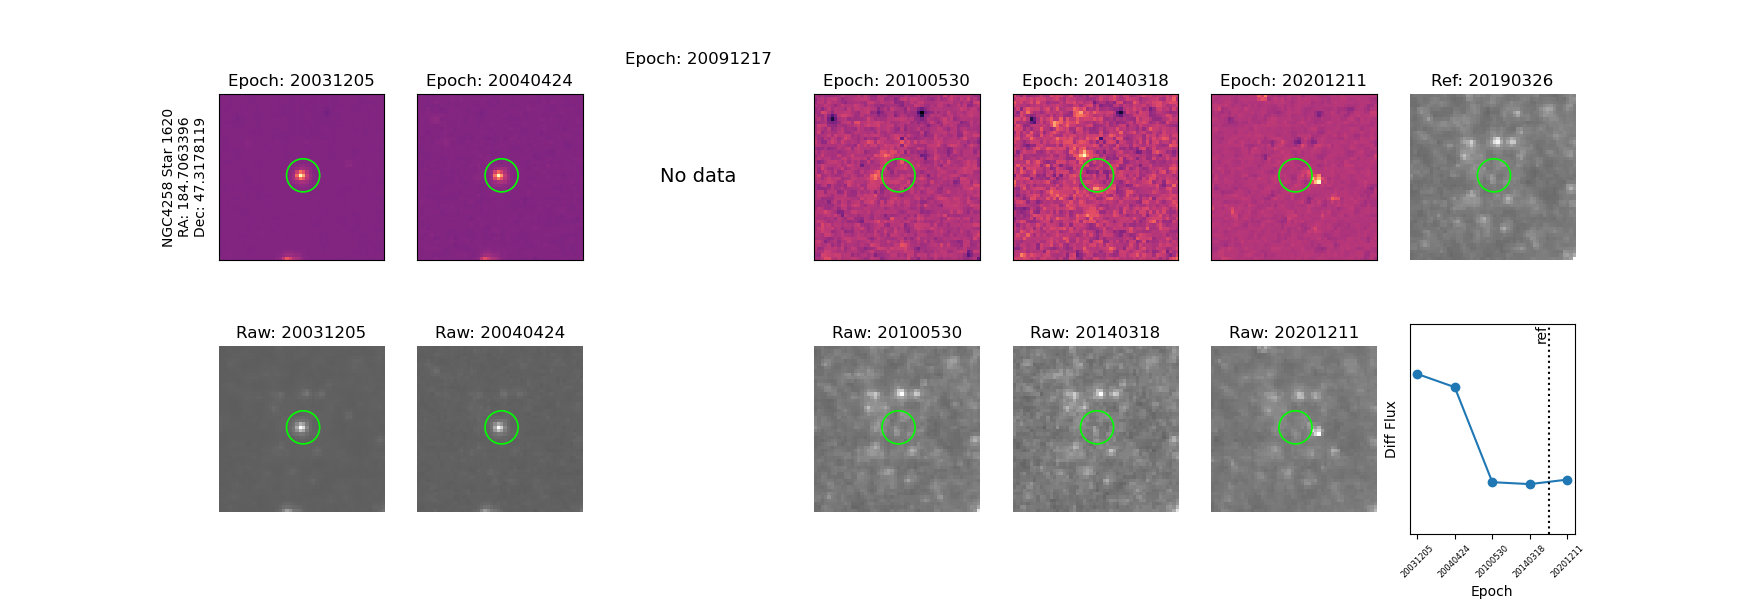 Epoch: 20091217
Epoch: 20031205
Epoch: 20040424
Epoch: 20100530
Epoch: 20140318
Epoch: 20201211
Ref: 20190326
NGC4258 Star 1620
RA: 184.7063396
Dec: 47.3178119
No data
Raw: 20031205
Raw: 20040424
Raw: 20100530
Raw: 20140318
Raw: 20201211
ref
Diff Flux
20031205
20040424
20100530
20140318
20201211
Epoch